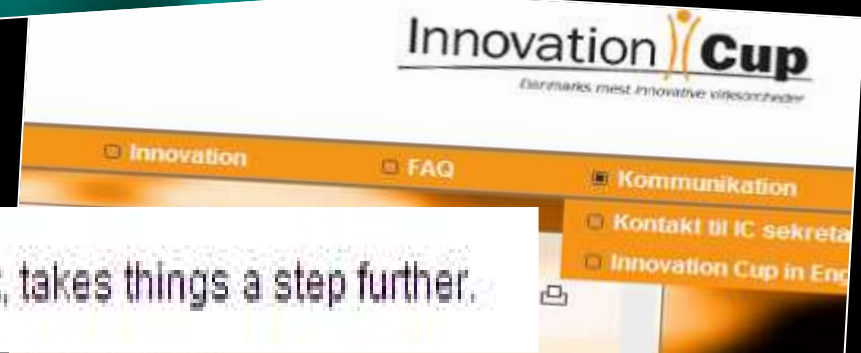 Innovation Cup
Danmarks mest innovative virksomheder
Innovation FAQ Kommunikation
Kontakt til IC sekreta
Innovation Cup in Eng
, takes things a step further.